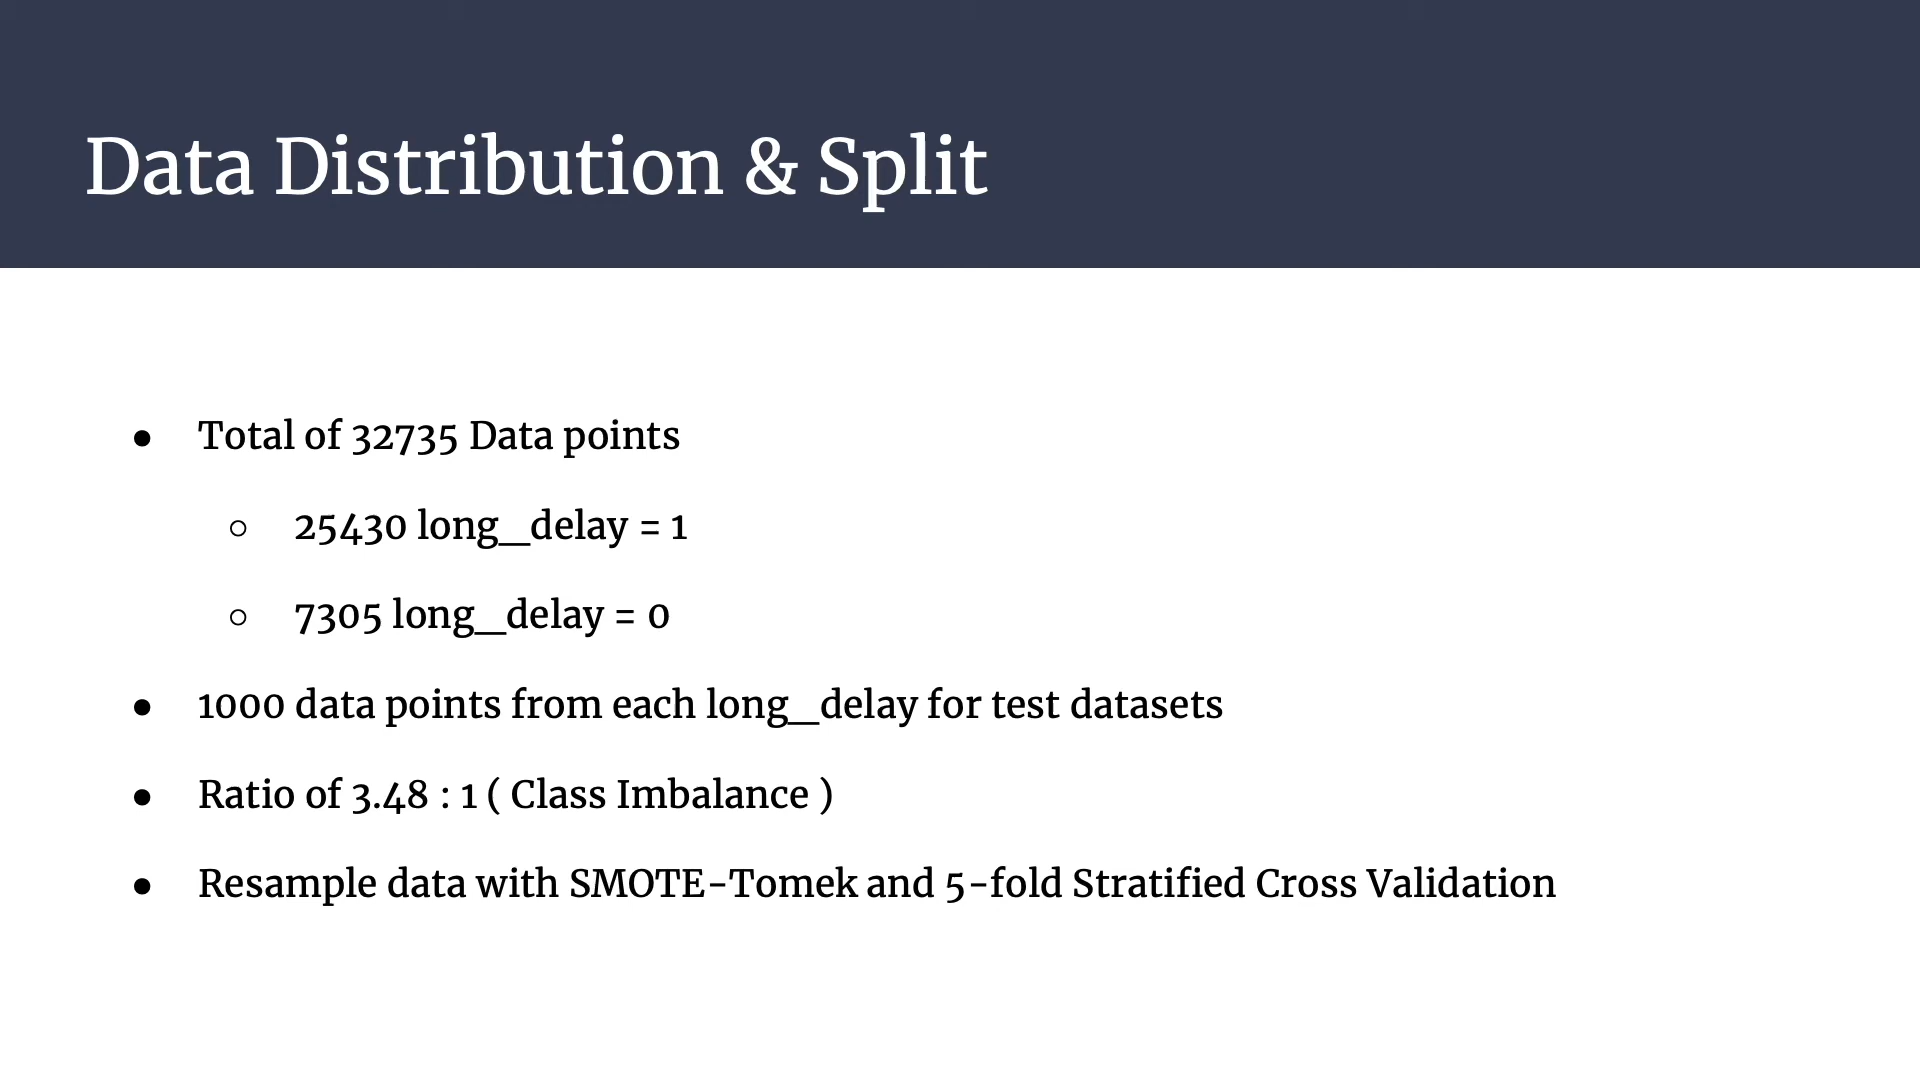 Data Distribution & Split
● Total of 32735 Data points
○ 25430 long_delay = 1
○ 7305 long_delay = 0
● 1000 data points from each long_delay for test datasets
● Ratio of 3.48 : 1 ( Class Imbalance )
● Resample data with SMOTE-Tomek and 5-fold Stratified Cross Validation